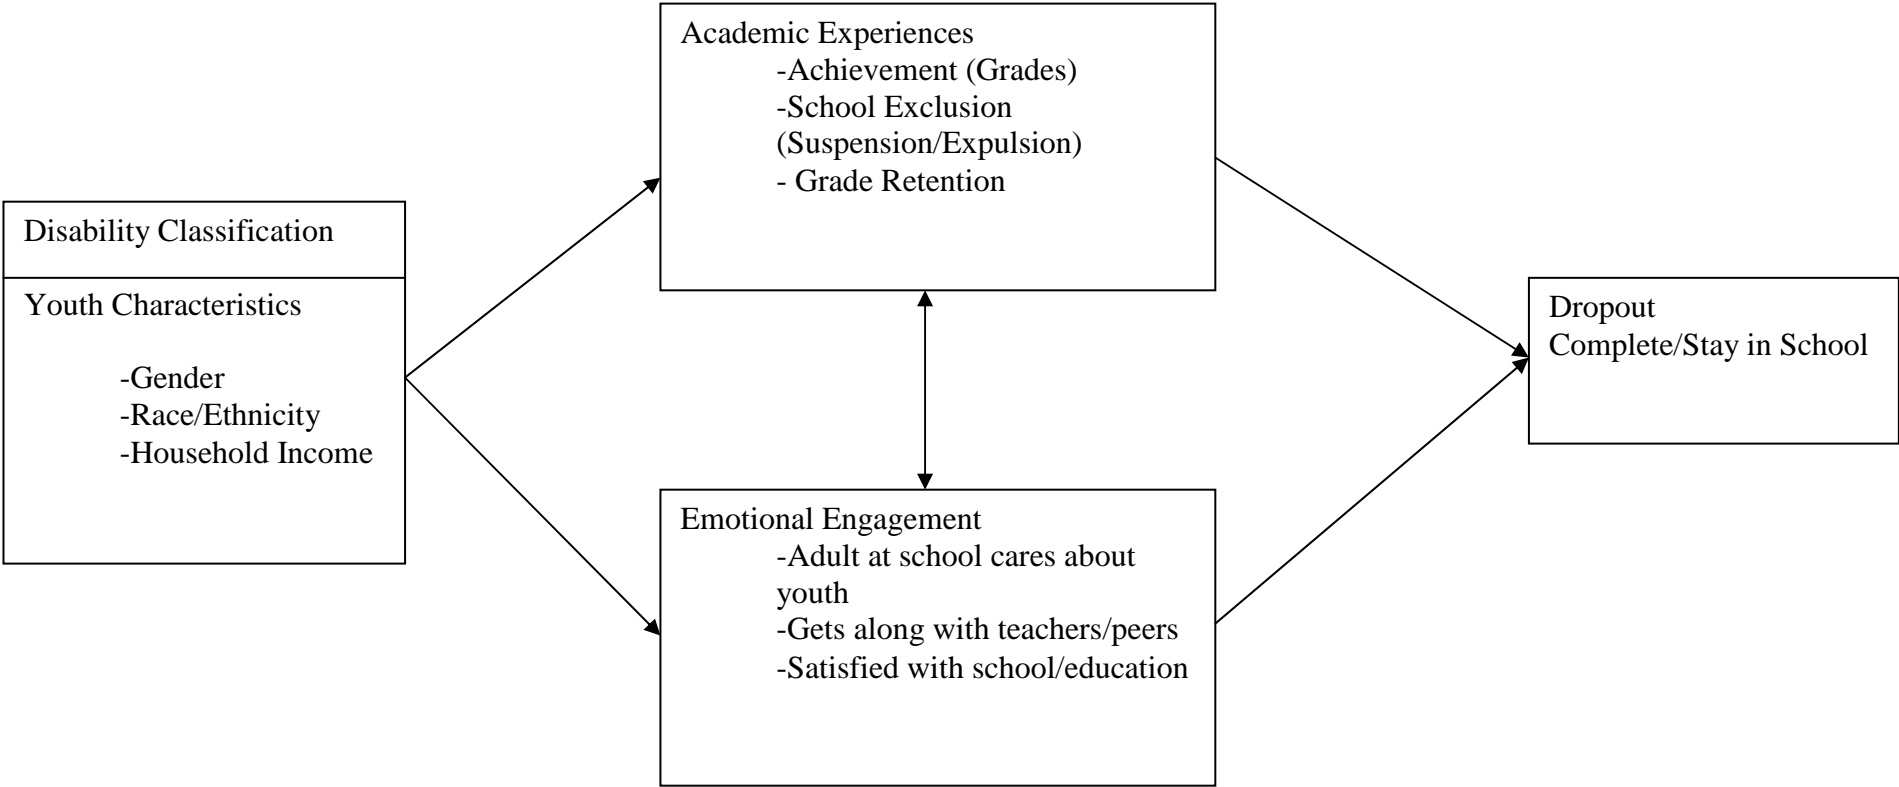 Academic Experiences
-Achievement (Grades)
-School Exclusion
(Suspension/Expulsion)
- Grade Retention
Disability Classification
Youth Characteristics
-Gender
-Race/Ethnicity
-Household Income
Dropout
Complete/Stay in School
Emotional Engagement
-Adult at school cares about
youth
-Gets along with teachers/peers
-Satisfied with school/education